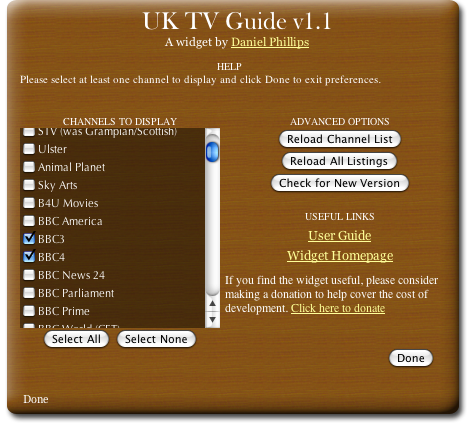 UK TV Guide v1.1
A widget by Daniel Phillips
HELP
Please select at least one channel to display and click Done to exit preferences.
CHANNELS TO DISPLAY
STV (was Grampian/Scottish)
Ulster
Animal Planet
Sky Arts
B4U Movies
BBC America
BBC3
BBC4
BBC News 24
BBC Parliament
BBC Prime
BBC World (CET)
Select All
Select None
ADVANCED OPTIONS
Reload Channel List
Reload All Listings
Check for New Version
USEFUL LINKS
User Guide
Widget Homepage
If you find the widget useful, please consider
making a donation to help cover the cost of
development. Click here to donate
Done
Done